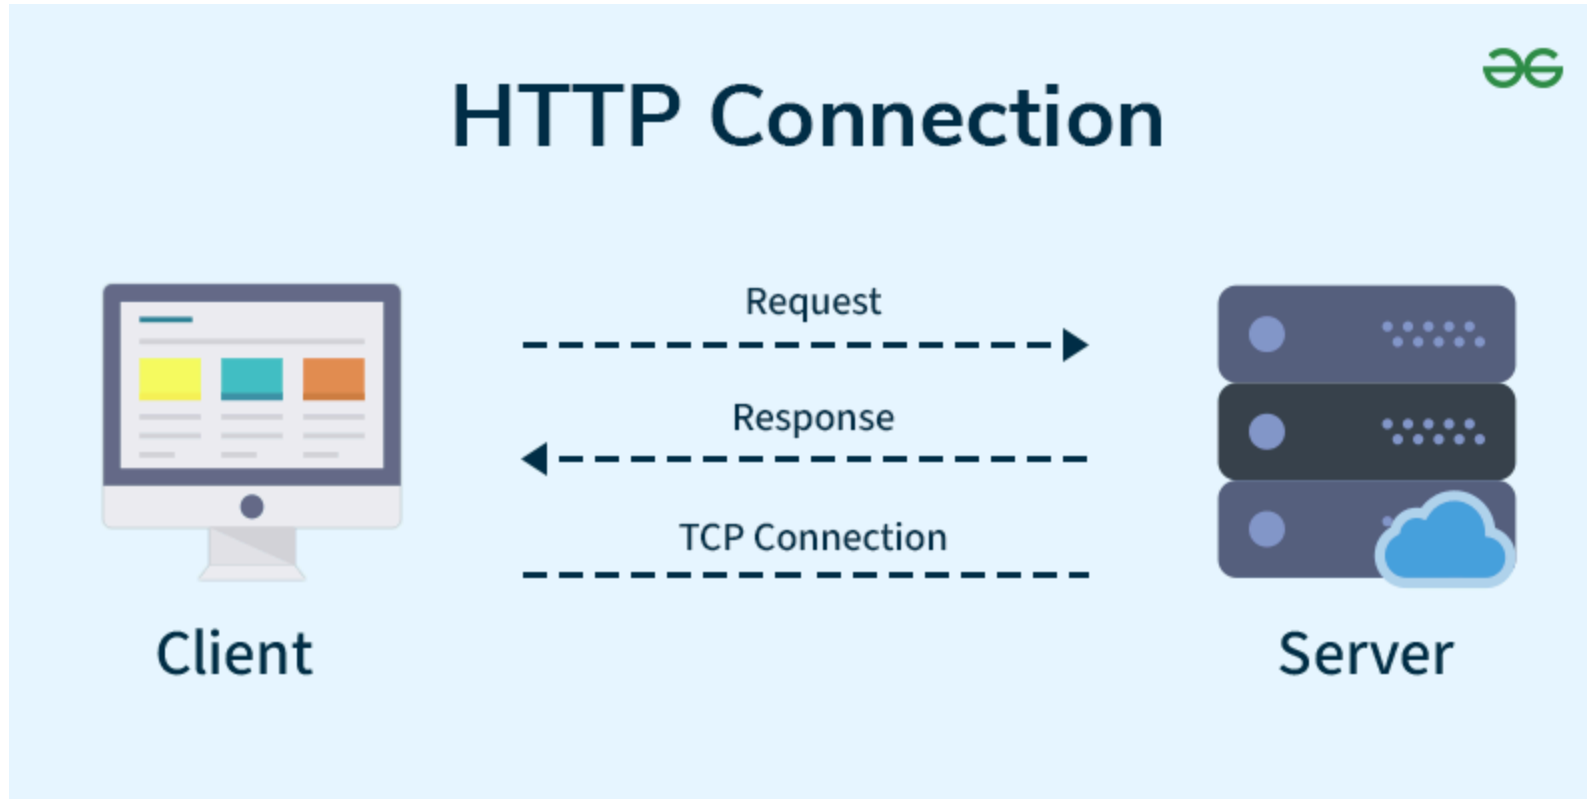 HTTP Connection
Request
Response
TCP Connection
Client
Server